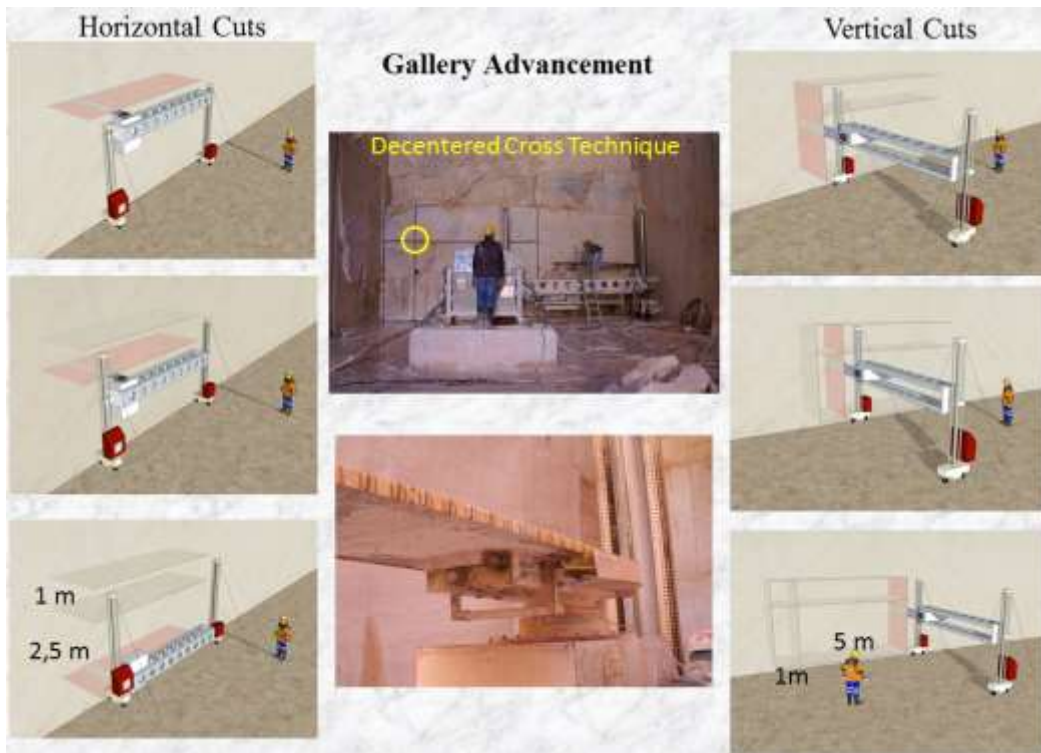 Horizontal Cuts
Gallery Advancement
Vertical Cuts
Decentered Cross Technique
1 m
2,5 m
5 m
1m